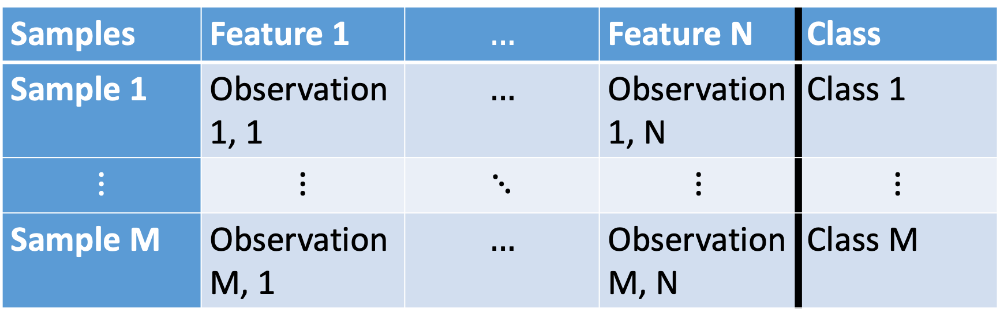 Samples Feature 1 ... Feature N Class
Sample 1 Observation ... Observation Class 1
1, 1 1, N
⋮ ⋮ ⋱ ⋮ ⋮
Sample M Observation ... Observation Class M
M, 1 M, N